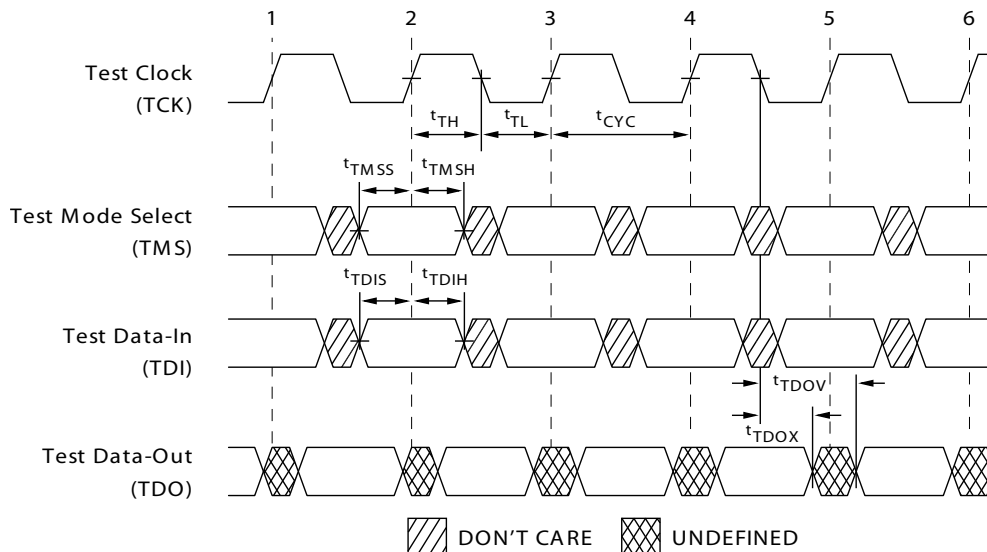 1 2 3 4 5 6
Test Clock
(TCK)
tTH tTL tCYC
tTMSS tTMSH
Test Mode Select
(TMS)
tTDIS tTDIH
Test Data-In
(TDI)
tTDOV
tTDOX
Test Data-Out
(TDO)
DON'T CARE UNDEFINED